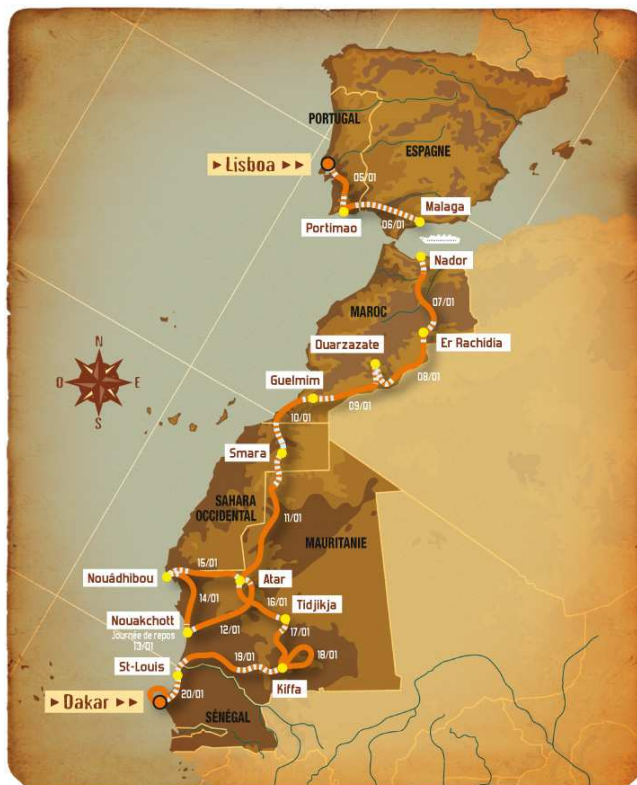 PORTUGAL
ESPAGNE
Lisboa
05/01
Malaga
06/01
Portimao
Nador
07/01
MAROC
Ouarzazate
Er Rachidia
08/01
Guelmim
09/01
10/01
N
O
E
S
Smara
SAHARA
OCCIDENTAL
11/01
MAURITANIE
15/01
Nouâdhibou
Atar
14/01
16/01
Tidjikja
Nouakchott
Journée de repos
13/01
12/01
17/01
18/01
St-Louis
19/01
Kiffa
Dakar
20/01
SÉNÉGAL